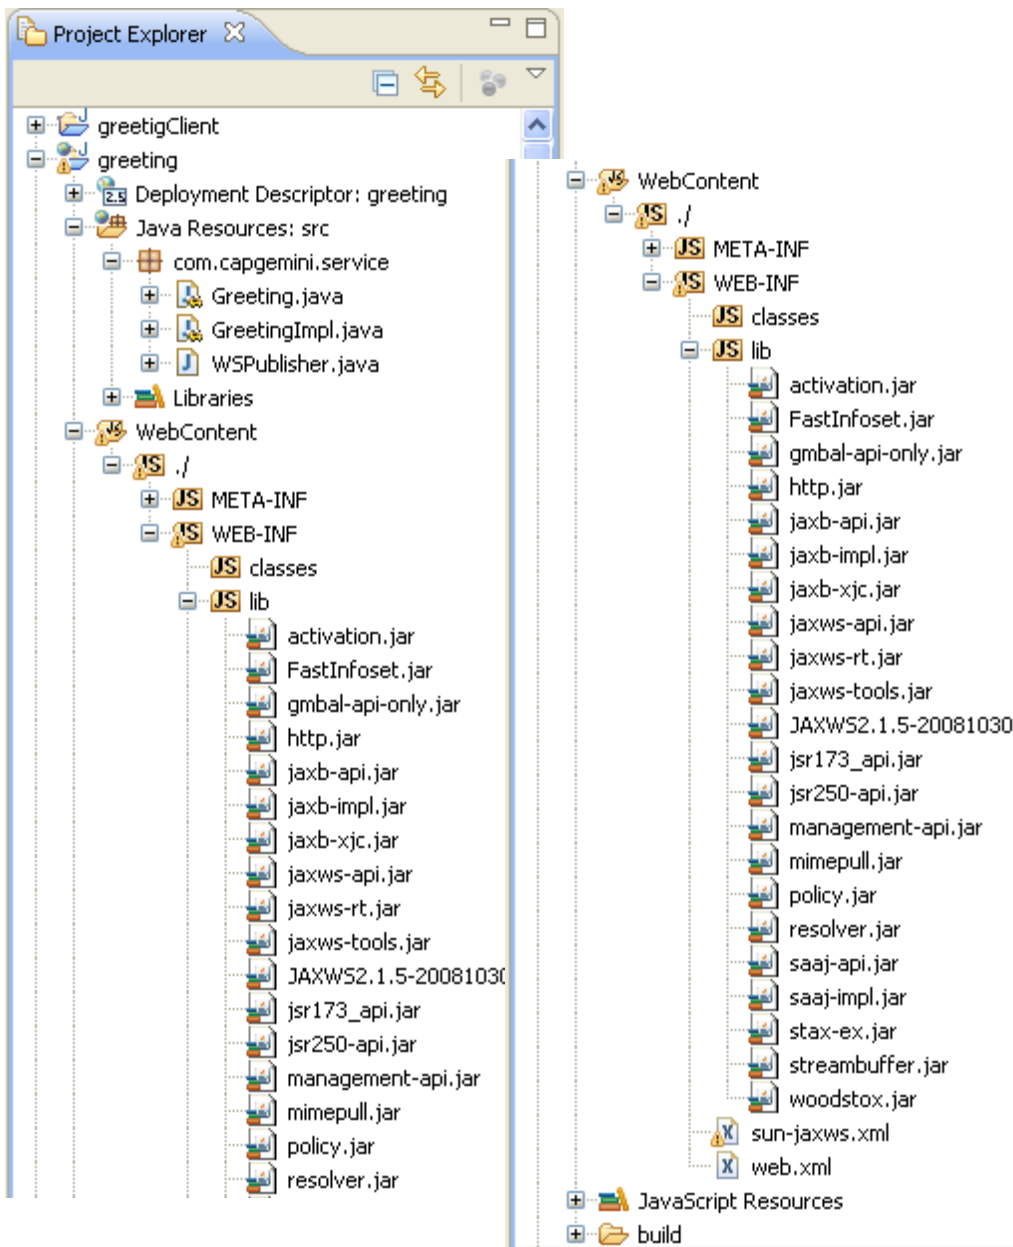 Project Explorer
greetigClient
greeting
2.5
Deployment Descriptor: greeting
Java Resources: src
com.capgemini.service
Greeting.java
GreetingImpl.java
WSPublisher.java
Libraries
WebContent
./
META-INF
WEB-INF
classes
lib
activation.jar
FastInfoset.jar
gmbal-api-only.jar
http.jar
jaxb-api.jar
jaxb-impl.jar
jaxb-xjc.jar
jaxws-api.jar
jaxws-rt.jar
jaxws-tools.jar
JAXWS2.1.5-20081030
jsr173_api.jar
jsr250-api.jar
management-api.jar
mimepull.jar
policy.jar
resolver.jar
WebContent
./
META-INF
WEB-INF
classes
lib
activation.jar
FastInfoset.jar
gmbal-api-only.jar
http.jar
jaxb-api.jar
jaxb-impl.jar
jaxb-xjc.jar
jaxws-api.jar
jaxws-rt.jar
jaxws-tools.jar
JAXWS2.1.5-20081030
jsr173_api.jar
jsr250-api.jar
management-api.jar
mimepull.jar
policy.jar
resolver.jar
saaj-api.jar
saaj-impl.jar
stax-ex.jar
streambuffer.jar
woodstox.jar
sun-jaxws.xml
web.xml
JavaScript Resources
build